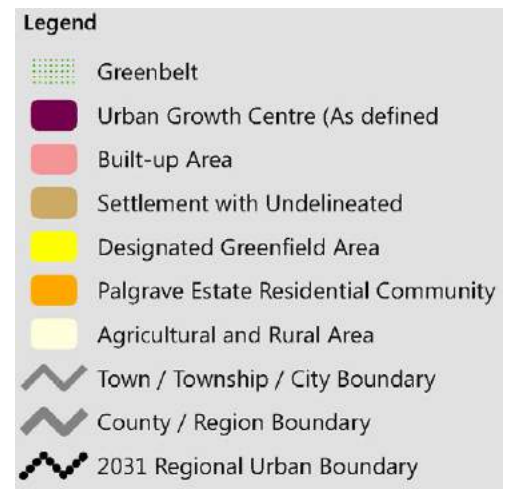 Legend
Greenbelt
Urban Growth Centre (As defined
Built-up Area
Settlement with Undelineated
Designated Greenfield Area
Palgrave Estate Residential Community
Agricultural and Rural Area
Town / Township / City Boundary
County / Region Boundary
2031 Regional Urban Boundary